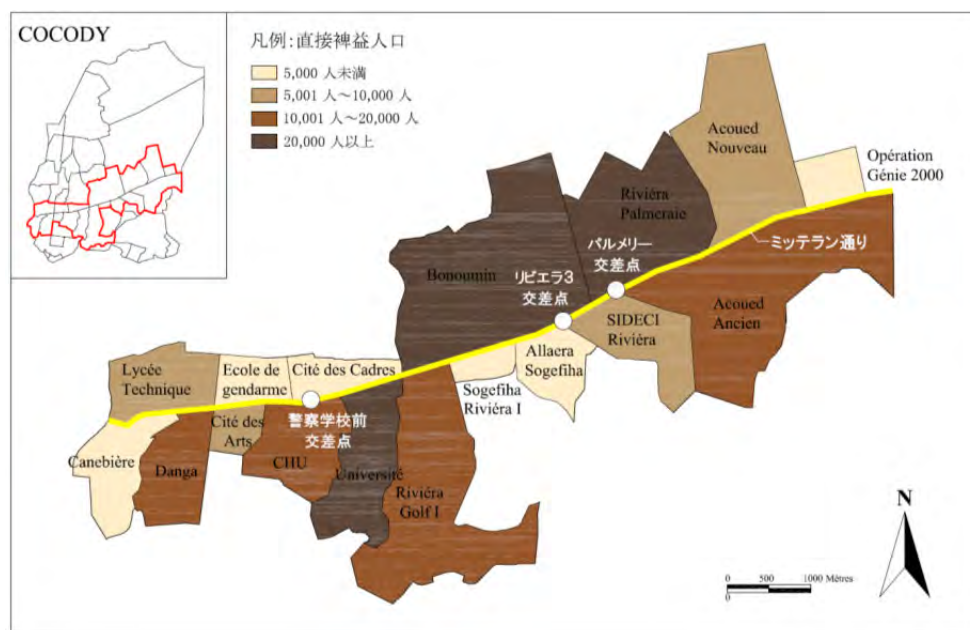 COCODY
凡例:直接裨益人口
5,000 人未満
5,001 人～10,000 人
10,001 人～20,000 人
20,000 人以上
Acoued
Nouveau
Opération
Génie 2000
Riviéra
Palmeraie
ミッテラン通り
パルメリー
交差点
Bonoumin
リビエラ3
交差点
SIDECI
Riviéra
Acoued
Ancien
Allaera
Sogefiha
Sogefiha
Riviéra I
Lycée
Technique
Ecole de
gendarme
Cité des Cadres
警察学校前
交差点
Cité des
Arts
Canebière
Danga
CHU
Université
Riviéra
Golf I
N
0 500 1000 Mètres
0